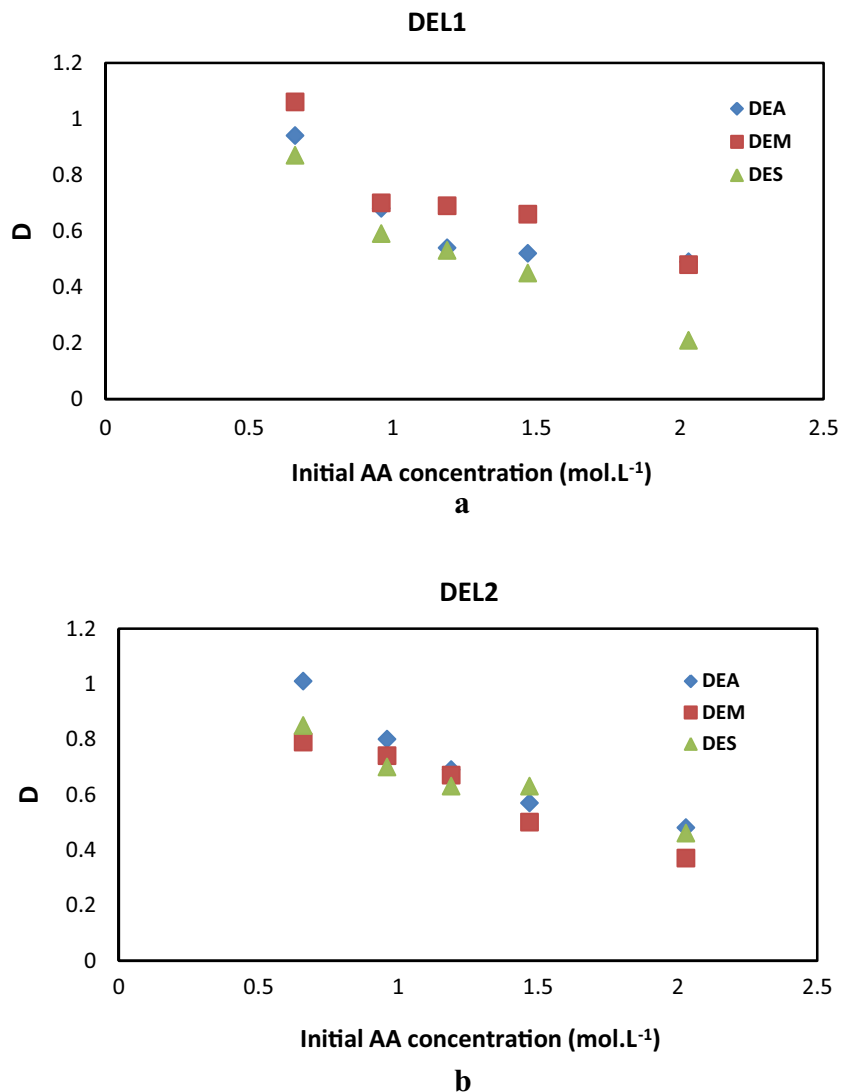 DEL1
1.2
1
0.8
0.6
0.4
0.2
0
D
DEA
DEM
DES
0 0.5 1 1.5 2 2.5
Initial AA concentration (mol.L-1)
a
DEL2
1.2
1
0.8
0.6
0.4
0.2
0
D
DEA
DEM
DES
0 0.5 1 1.5 2 2.5
Initial AA concentration (mol.L-1)
b